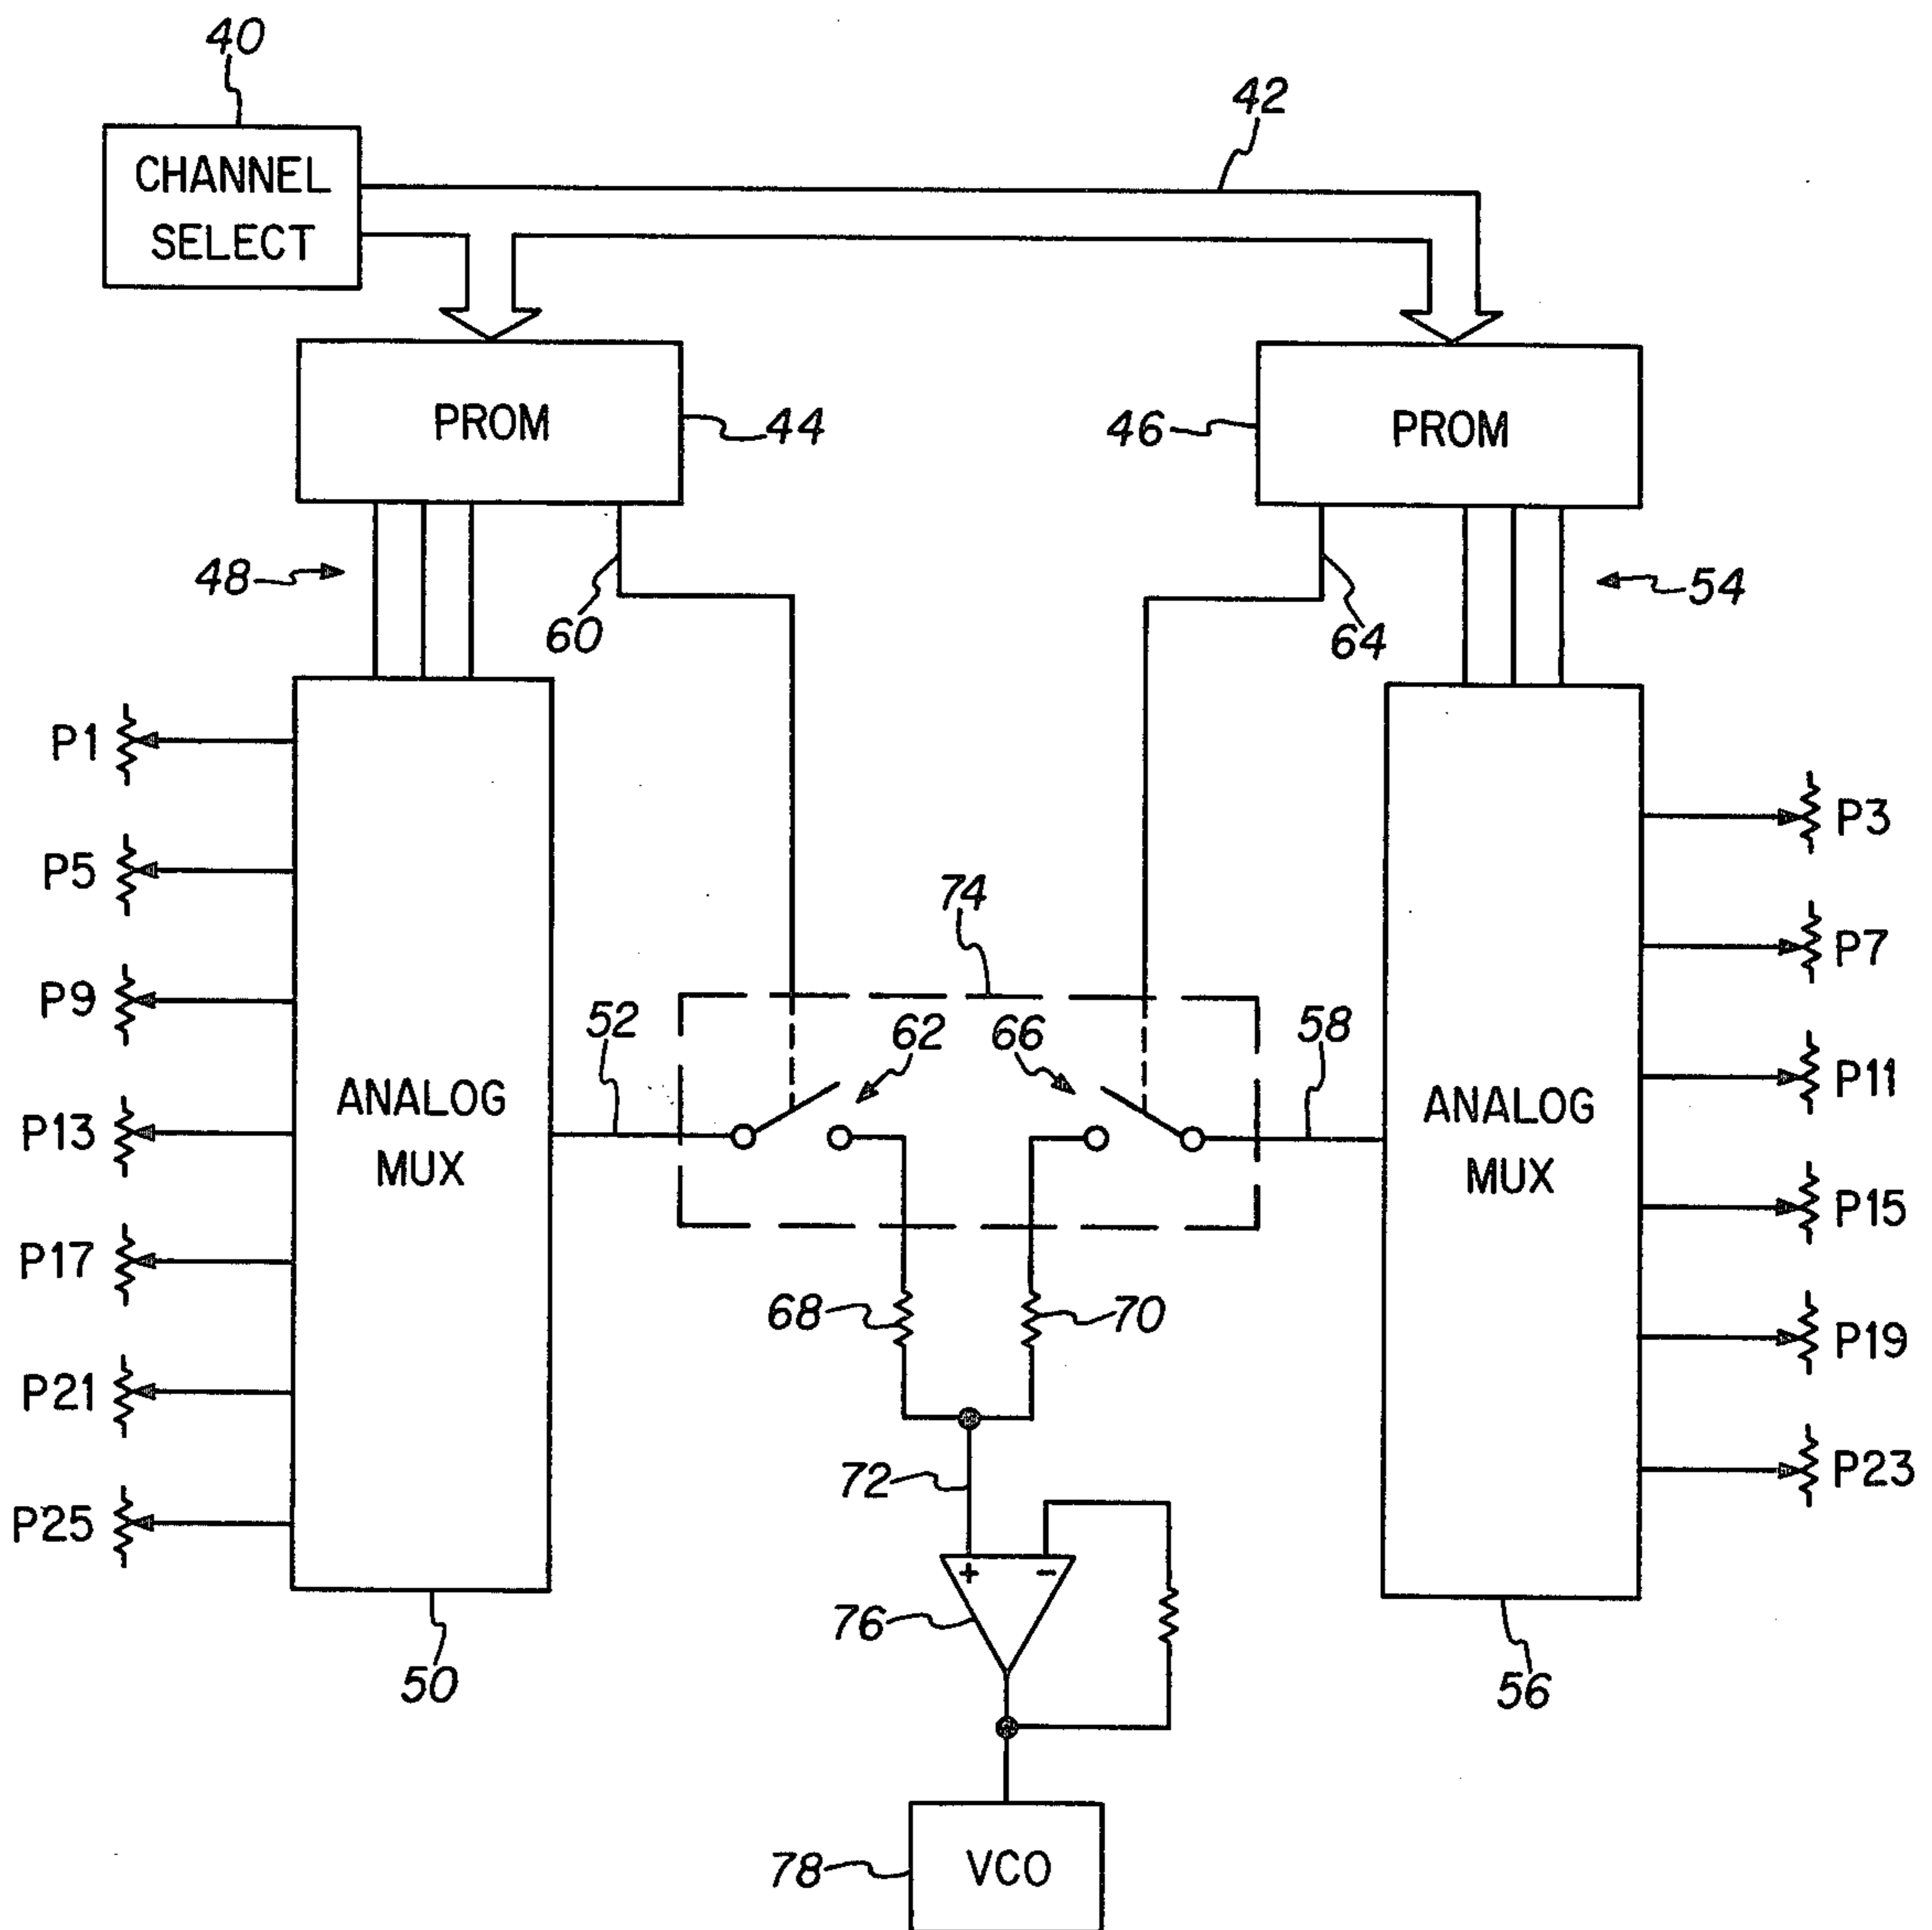 40
42
CHANNEL
SELECT
PROM
44
46
PROM
48
60
64
54
P1
P3
P5
P7
74
P9
52
62
66
58
P11
ANALOG
MUX
ANALOG
MUX
P13
P15
P17
68
70
P19
P21
72
P23
P25
+
-
76
50
56
78
VCO